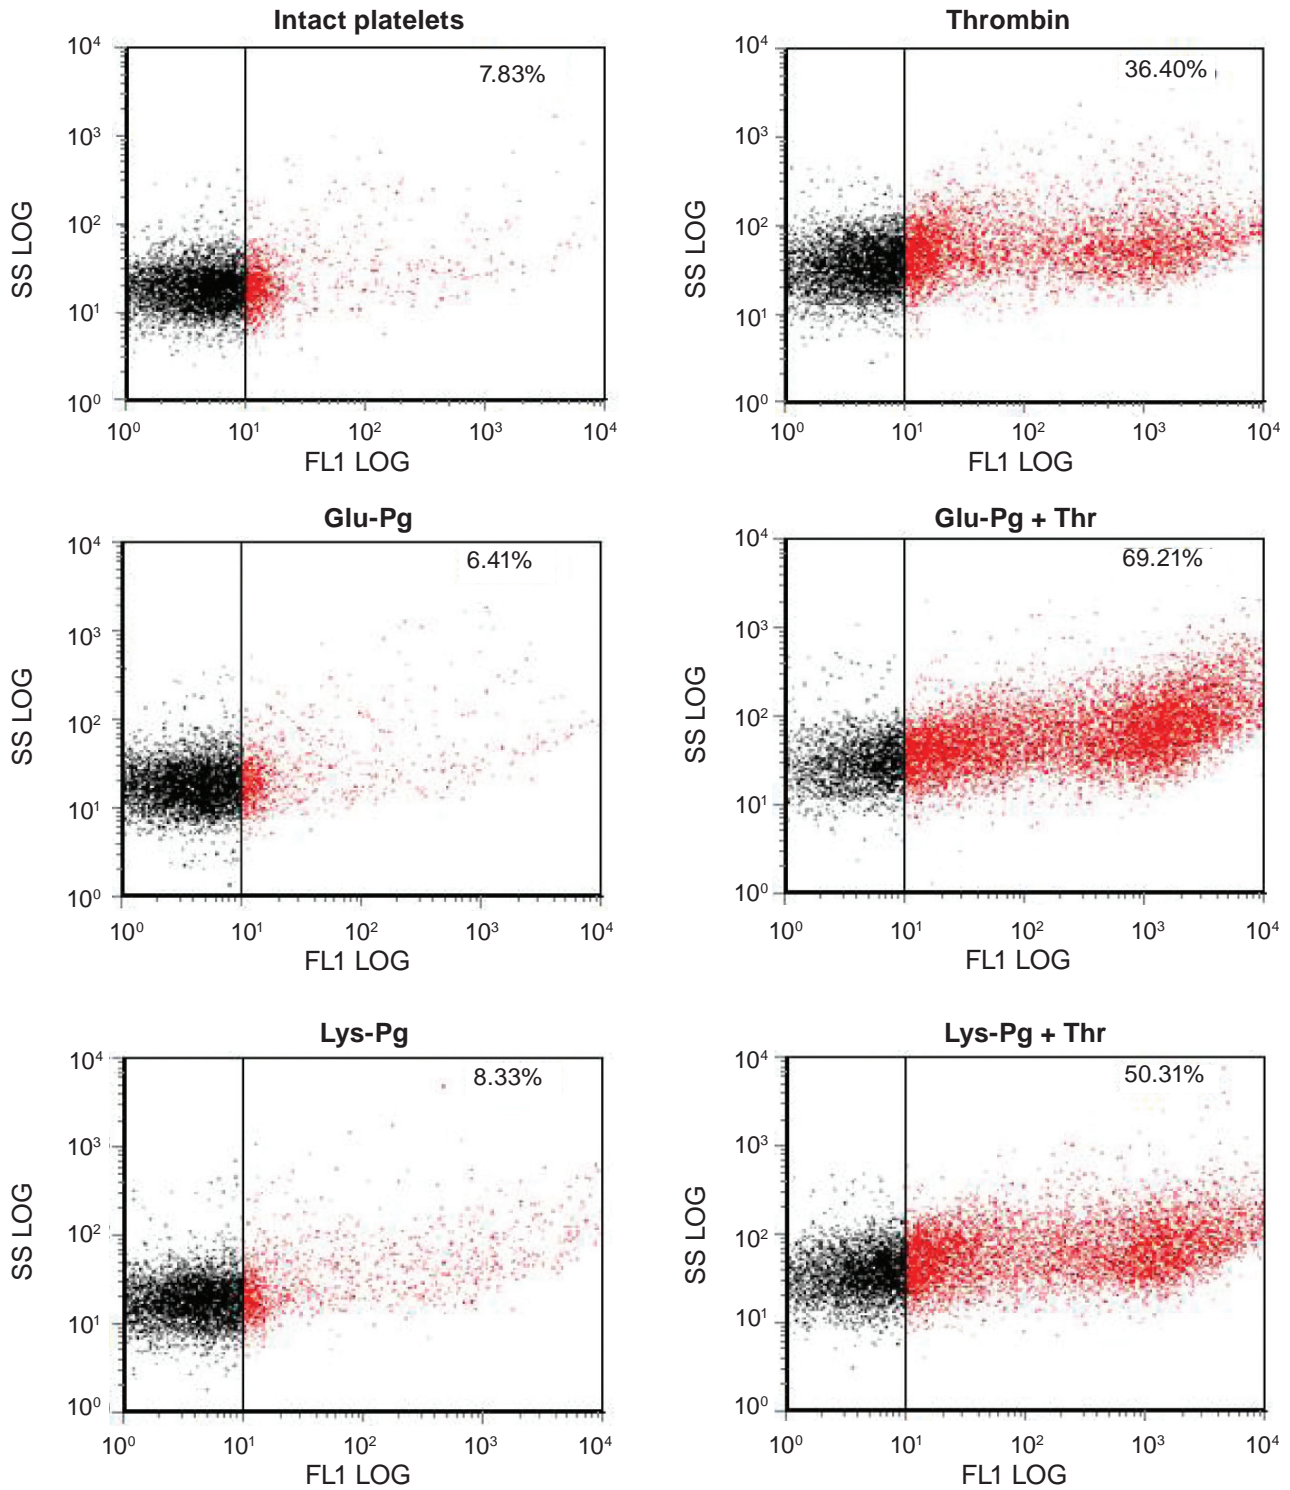 Intact platelets
10⁴
7.83%
10³
10²
10¹
10⁰
SS LOG
10⁰ 10¹ 10² 10³ 10⁴
FL1 LOG
Thrombin
10⁴
36.40%
10³
10²
10¹
10⁰
SS LOG
10⁰ 10¹ 10² 10³ 10⁴
FL1 LOG
Glu-Pg
10⁴
6.41%
10³
10²
10¹
10⁰
SS LOG
10⁰ 10¹ 10² 10³ 10⁴
FL1 LOG
Glu-Pg + Thr
10⁴
69.21%
10³
10²
10¹
10⁰
SS LOG
10⁰ 10¹ 10² 10³ 10⁴
FL1 LOG
Lys-Pg
10⁴
8.33%
10³
10²
10¹
10⁰
SS LOG
10⁰ 10¹ 10² 10³ 10⁴
FL1 LOG
Lys-Pg + Thr
10⁴
50.31%
10³
10²
10¹
10⁰
SS LOG
10⁰ 10¹ 10² 10³ 10⁴
FL1 LOG